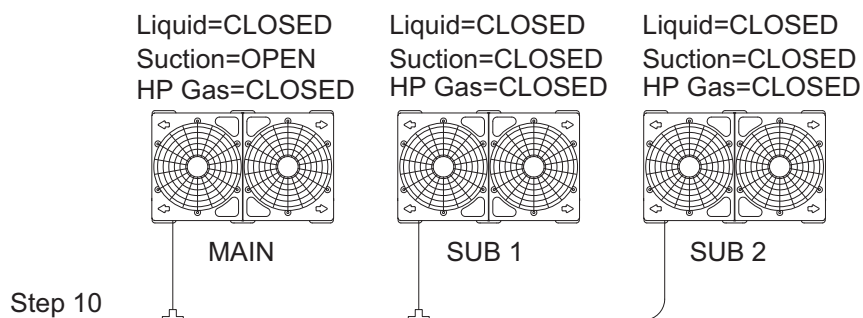 Liquid=CLOSED
Suction=OPEN
HP Gas=CLOSED
Liquid=CLOSED
Suction=CLOSED
HP Gas=CLOSED
Liquid=CLOSED
Suction=CLOSED
HP Gas=CLOSED
MAIN
SUB 1
SUB 2
Step 10